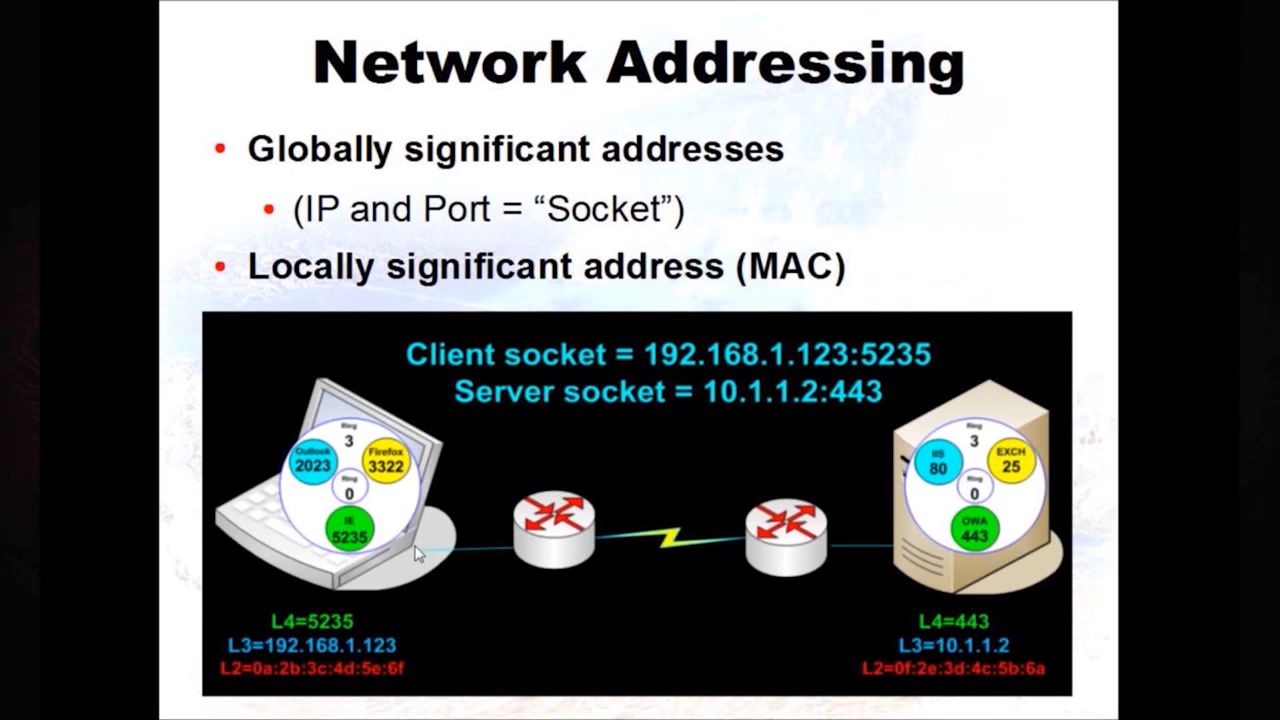 Network Addressing
• Globally significant addresses
• (IP and Port = “Socket”)
• Locally significant address (MAC)
Client socket = 192.168.1.123:5235
Server socket = 10.1.1.2:443
Ring
3
Outlook
2023
Firefox
3322
Ring
0
IE
5235
Ring
3
IIS
80
EXCH
25
Ring
0
OWA
443
L4=5235
L3=192.168.1.123
L2=0a:2b:3c:4d:5e:6f
L4=443
L3=10.1.1.2
L2=0f:2e:3d:4c:5b:6a